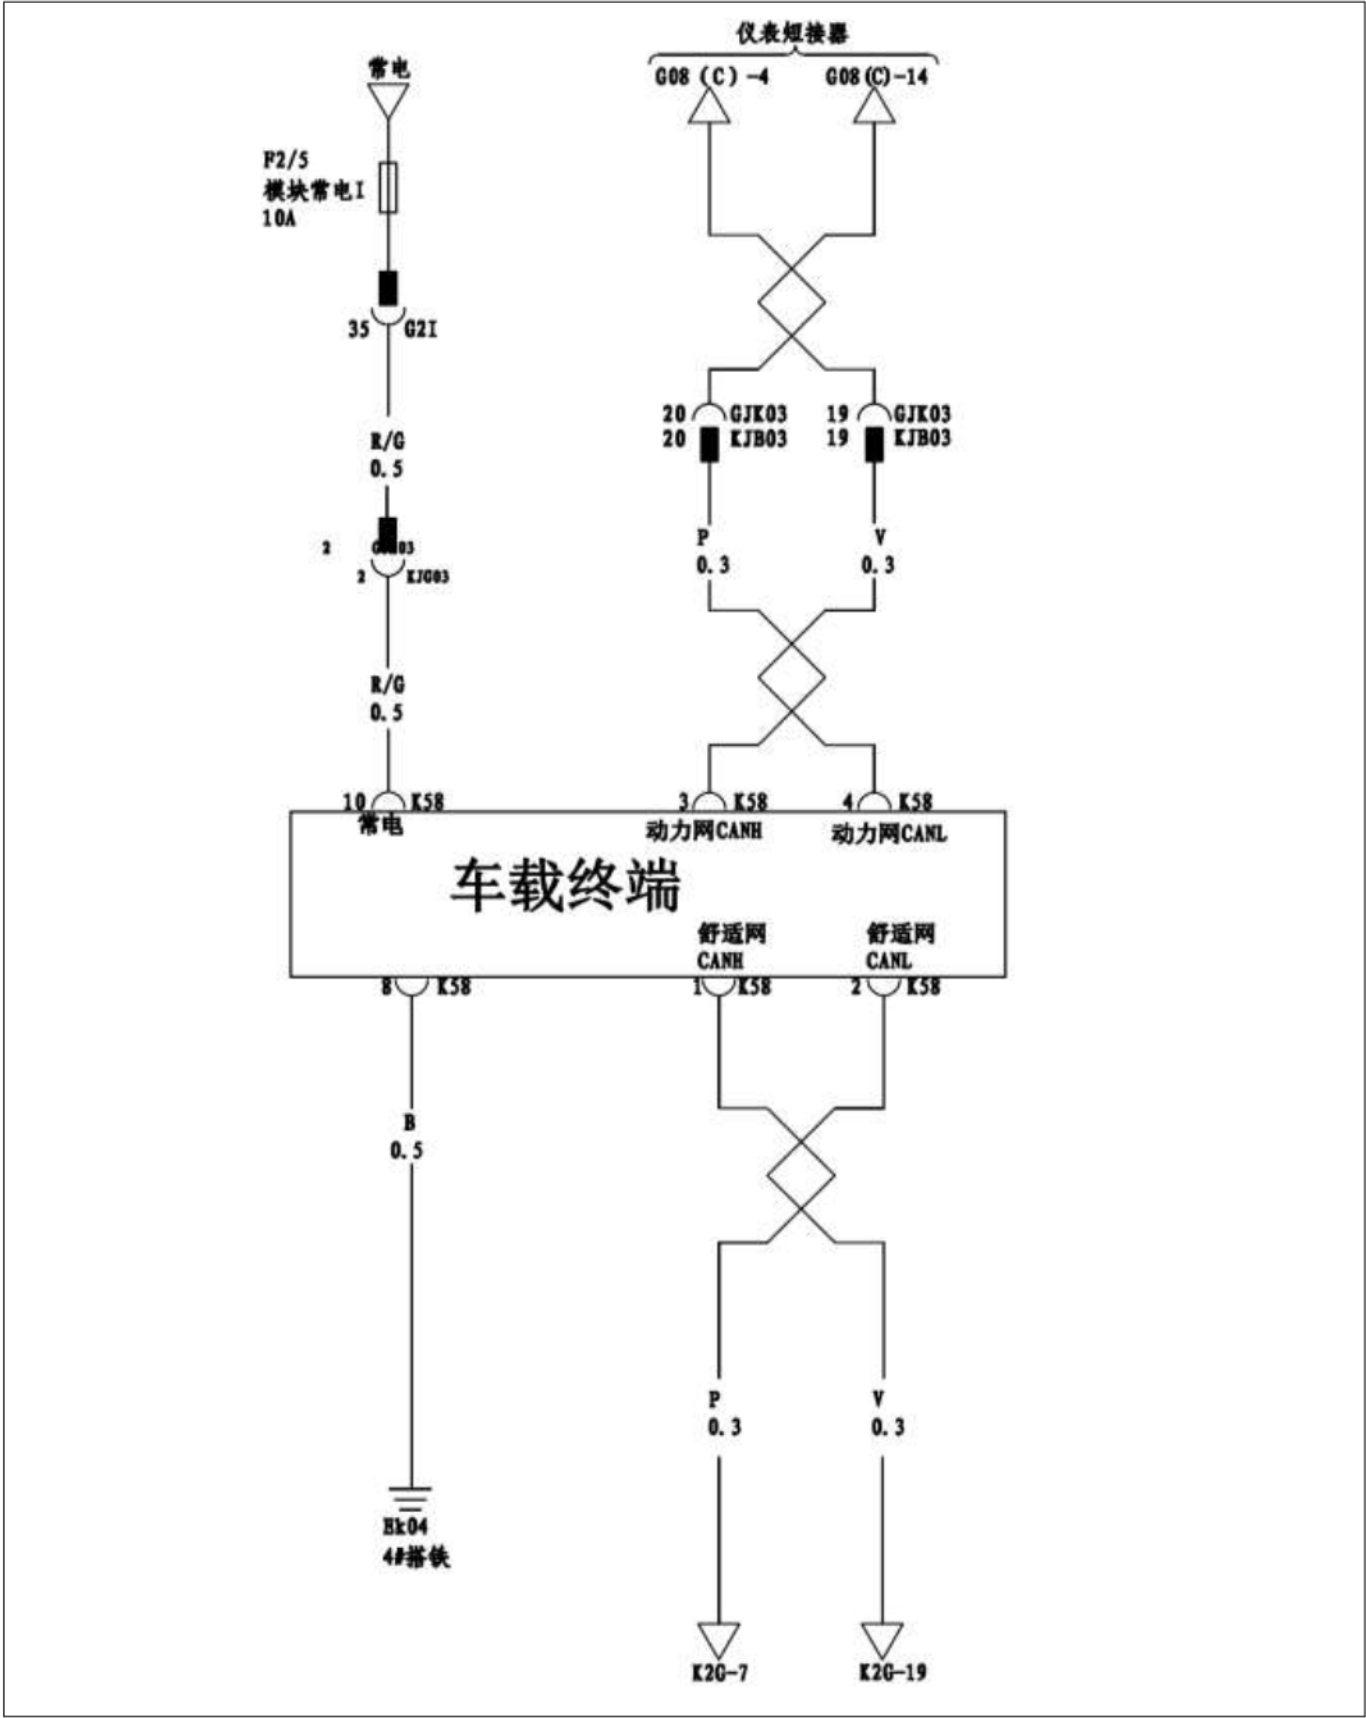 仪表短接器
常电
G08 (C) -4
G08(C)-14
F2/5
模块常电I
10A
35 G2I
R/G
0.5
20 GJK03
20 KJB03
19 GJK03
19 KJB03
2
2 KJG03
P
0.3
V
0.3
R/G
0.5
10 K58
3 K58
4 K58
常电
动力网CANH
动力网CANL
车载终端
舒适网
CANH
舒适网
CANL
8 K58
1 K58
2 K58
B
0.5
P
0.3
V
0.3
Ek04
4#搭铁
K2G-7
K2G-19